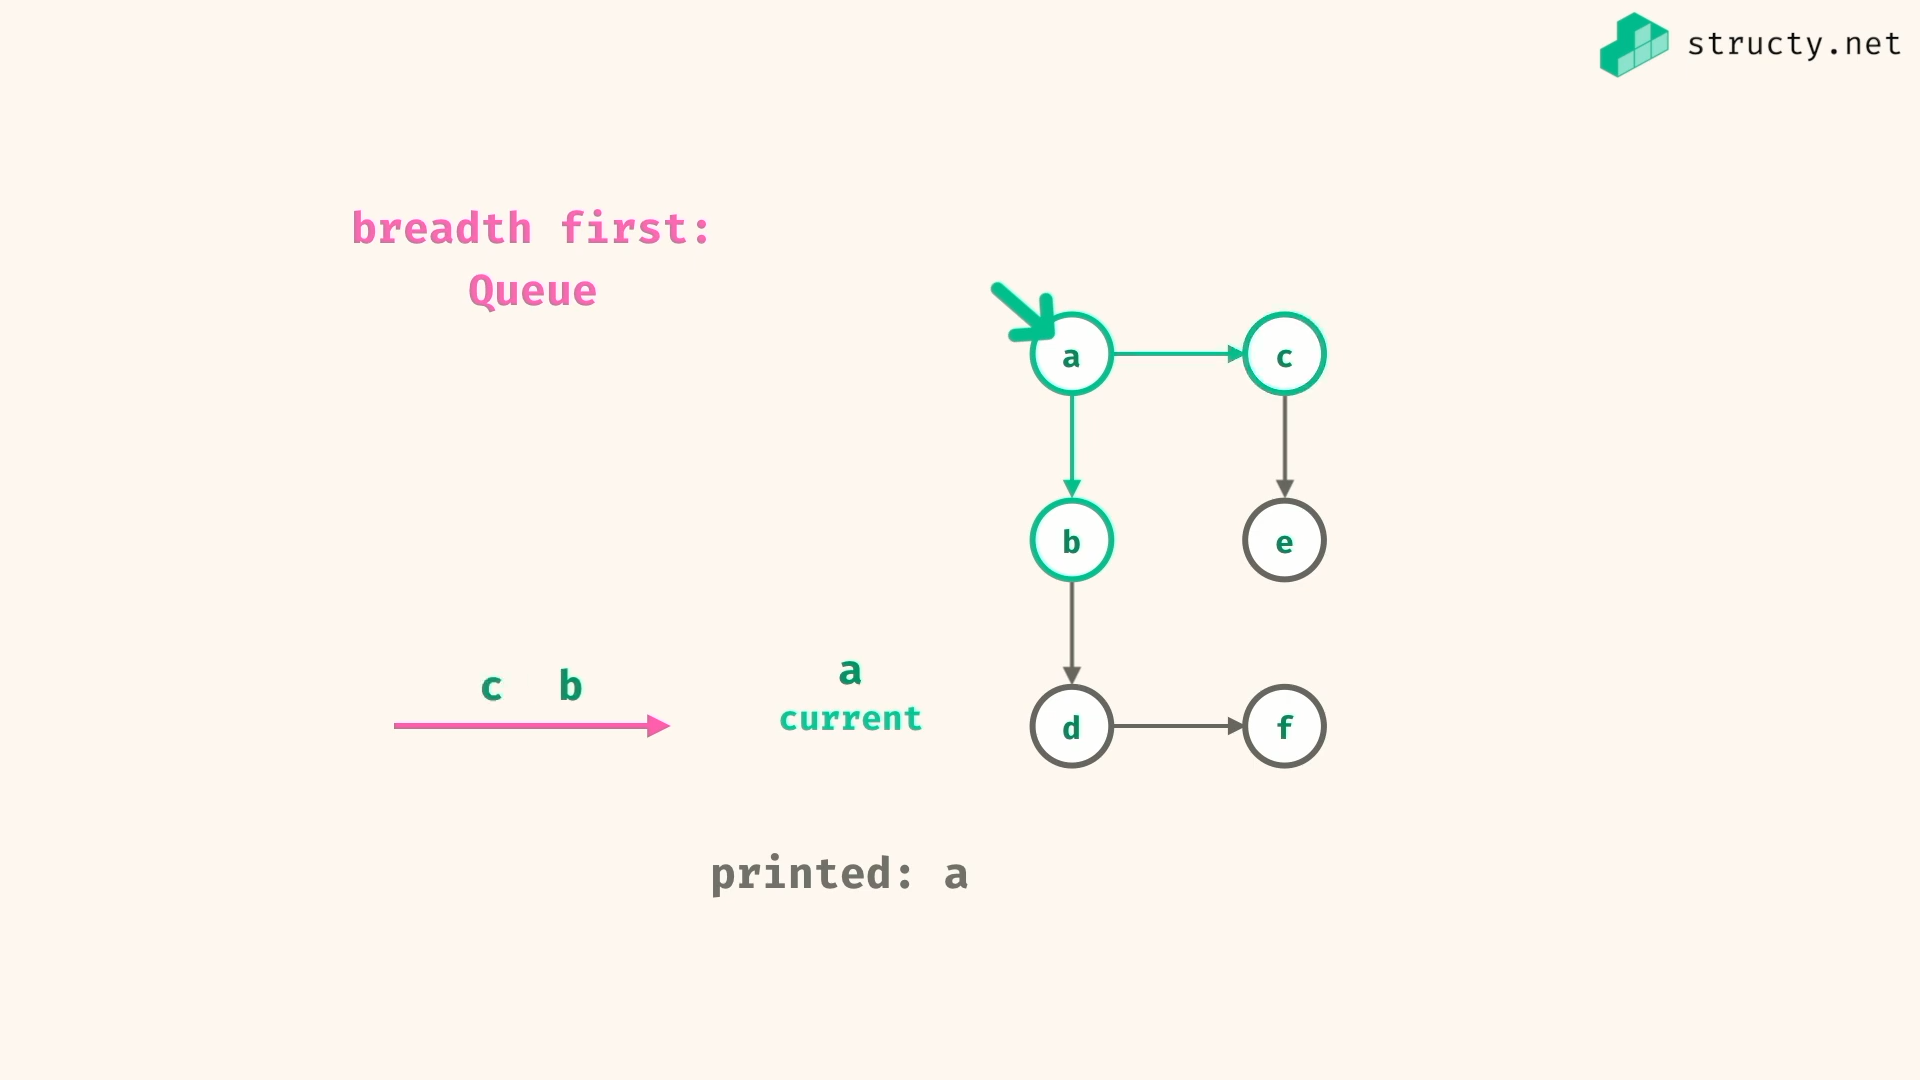 structy.net
breadth first:
Queue
a
c
b
e
c b
a
current
d
f
printed: a